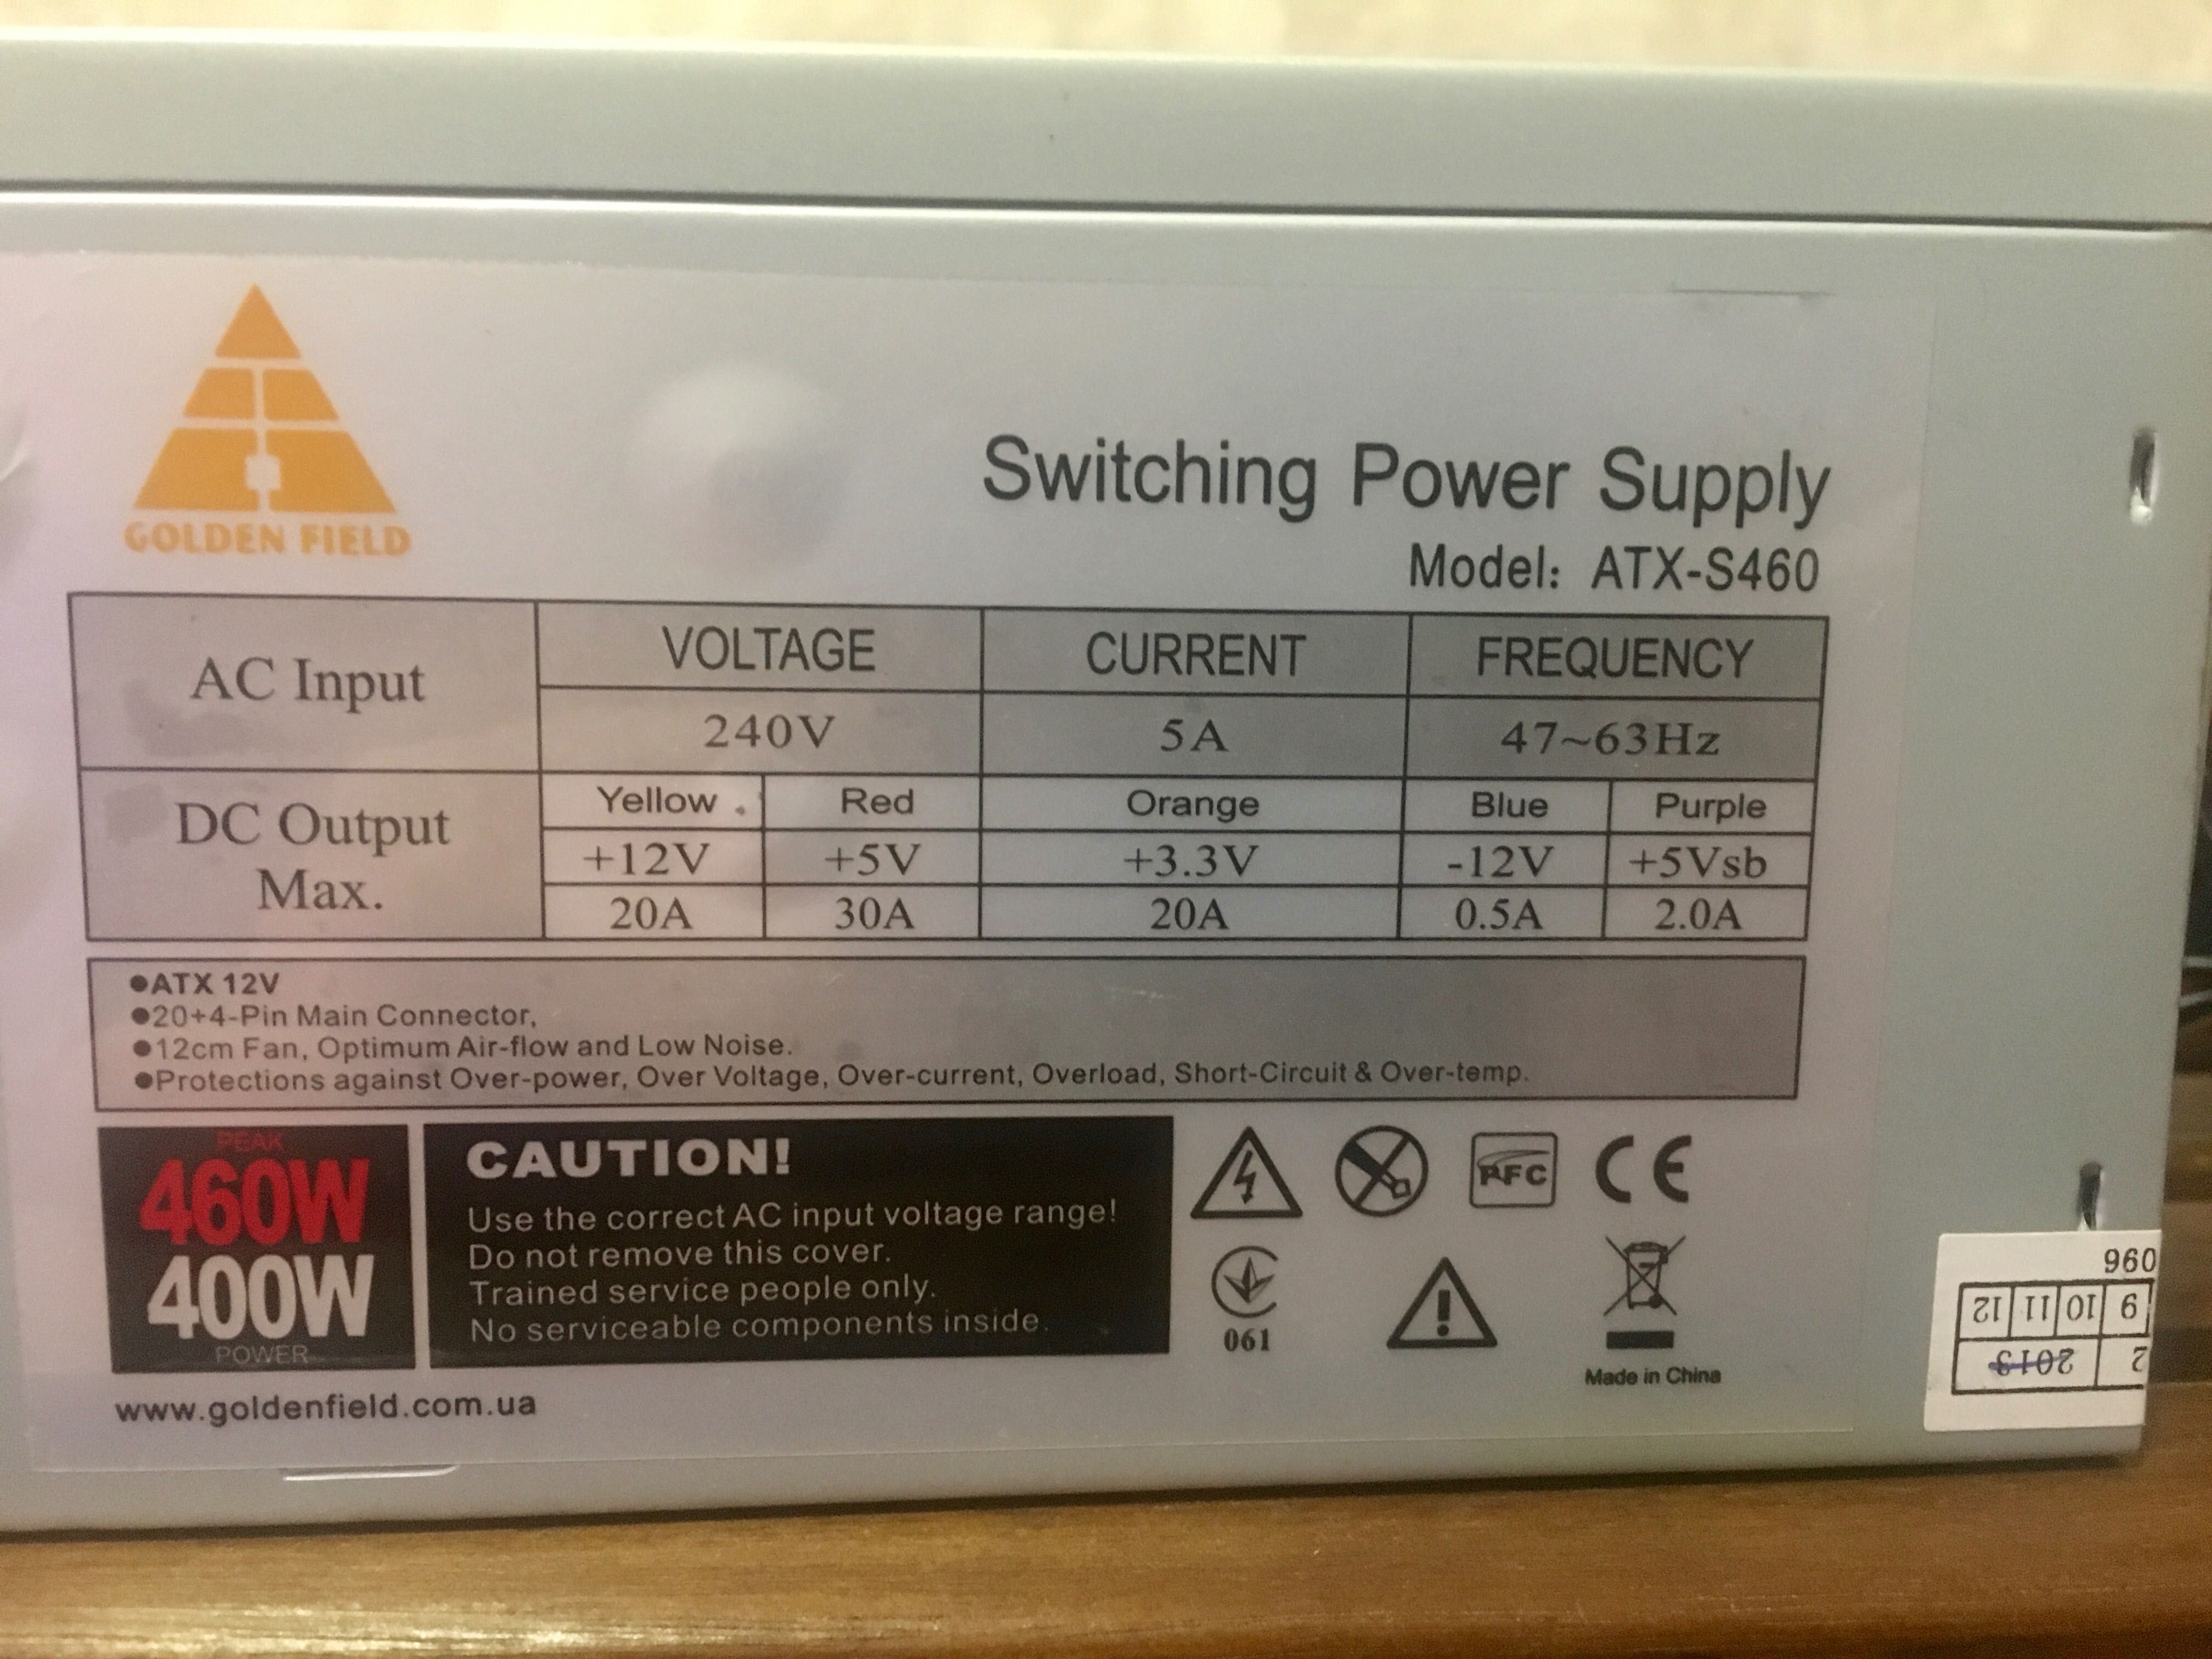 GOLDEN FIELD
Switching Power Supply
Model: ATX-S460
AC Input VOLTAGE CURRENT FREQUENCY
240V 5A 47~63Hz
DC Output Max. Yellow Red Orange Blue Purple
+12V +5V +3.3V -12V +5Vsb
20A 30A 20A 0.5A 2.0A
●ATX 12V
●20+4-Pin Main Connector,
●12cm Fan, Optimum Air-flow and Low Noise.
●Protections against Over-power, Over Voltage, Over-current, Overload, Short-Circuit & Over-temp.
PEAK
460W
400W
POWER
CAUTION!
Use the correct AC input voltage range!
Do not remove this cover.
Trained service people only.
No serviceable components inside.
PFC
CE
061
Made in China
www.goldenfield.com.ua
2013
9 10 11 12